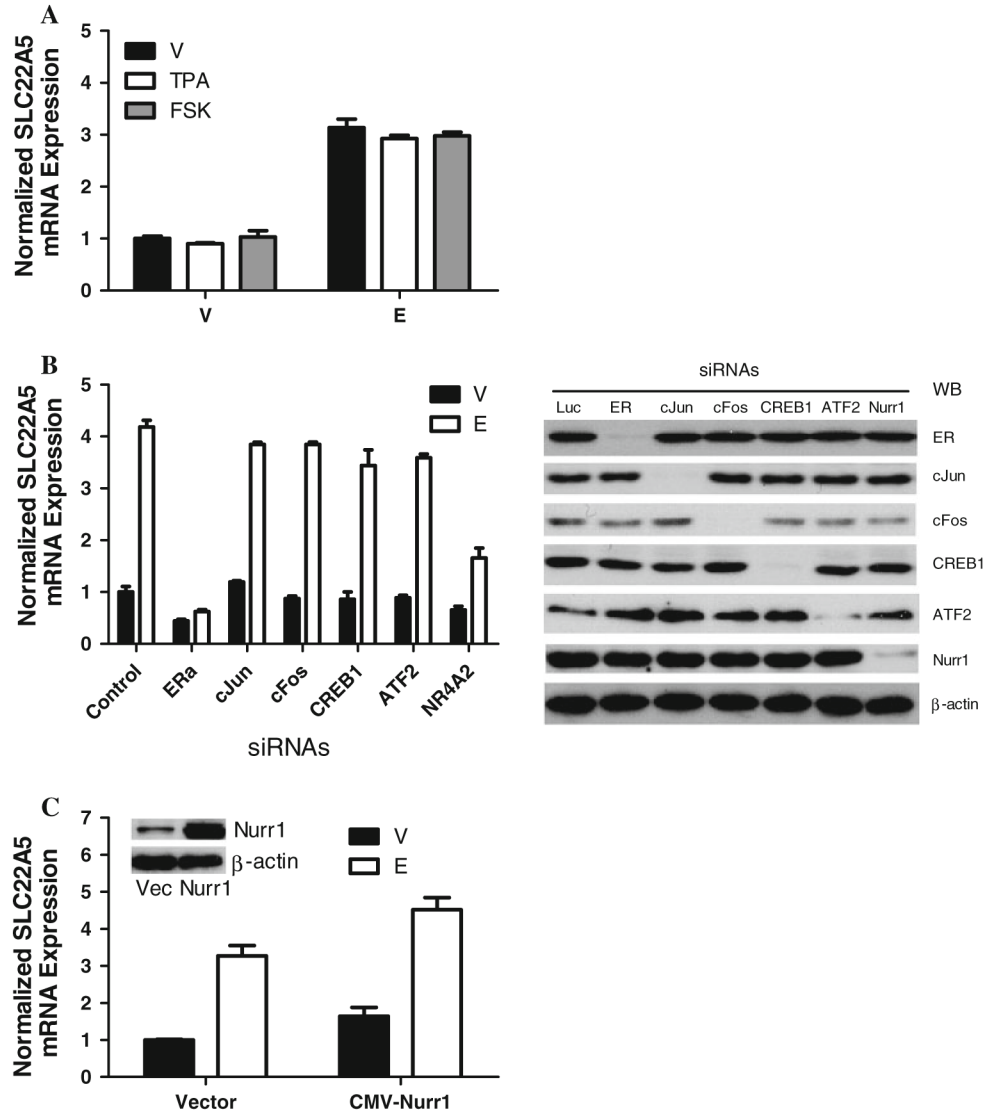 A
Normalized SLC22A5
mRNA Expression
5
4
3
2
1
0
V
TPA
FSK
V
E
B
Normalized SLC22A5
mRNA Expression
5
4
3
2
1
0
V
E
Control
ERa
cJun
cFos
CREB1
ATF2
NR4A2
siRNAs
siRNAs
WB
Luc ER cJun cFos CREB1 ATF2 Nurr1
ER
cJun
cFos
CREB1
ATF2
Nurr1
β-actin
C
Normalized SLC22A5
mRNA Expression
7
6
5
4
3
2
1
0
Nurr1
β-actin
Vec Nurr1
V
E
Vector
CMV-Nurr1